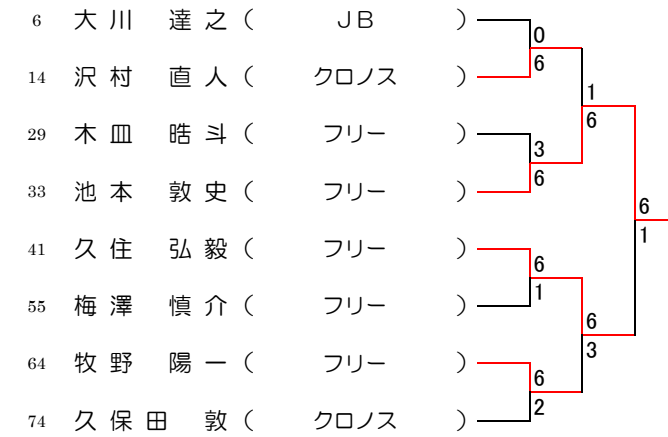 6 大川 達之 ( JB )
0
6
14 沢村 直人 ( クロノス )
1
6
29 木皿 晧斗 ( フリー )
3
6
33 池本 敦史 ( フリー )
6
1
41 久住 弘毅 ( フリー )
6
1
55 梅澤 慎介 ( フリー )
6
3
64 牧野 陽一 ( フリー )
6
2
74 久保田 敦 ( クロノス )